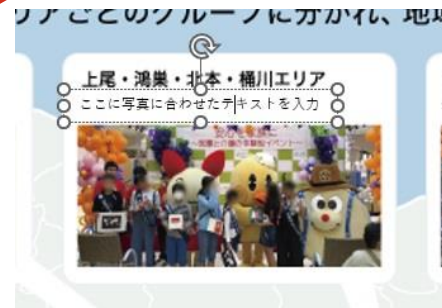 リアごとのグループに分かれ、地域
上尾・鴻巣・北本・桶川エリア
ここに写真に合わせたテキストを入力